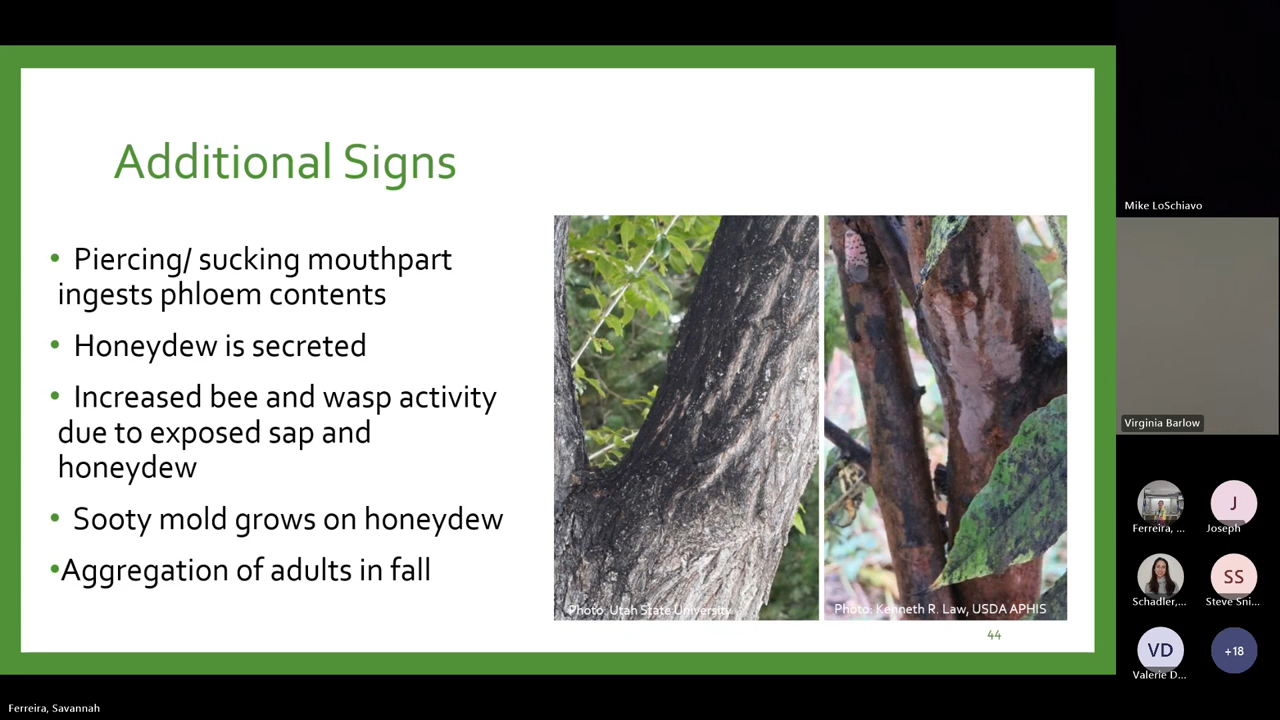 Additional Signs
• Piercing/ sucking mouthpart
ingests phloem contents
• Honeydew is secreted
• Increased bee and wasp activity
due to exposed sap and
honeydew
• Sooty mold grows on honeydew
•Aggregation of adults in fall
Photo: Utah State University
Photo: Kenneth R. Law, USDA APHIS
44
Mike LoSchiavo
Virginia Barlow
Ferreira, ...
J
Joseph
Schadler,...
SS
Steve Sni...
VD
Valerie D...
+18
Ferreira, Savannah